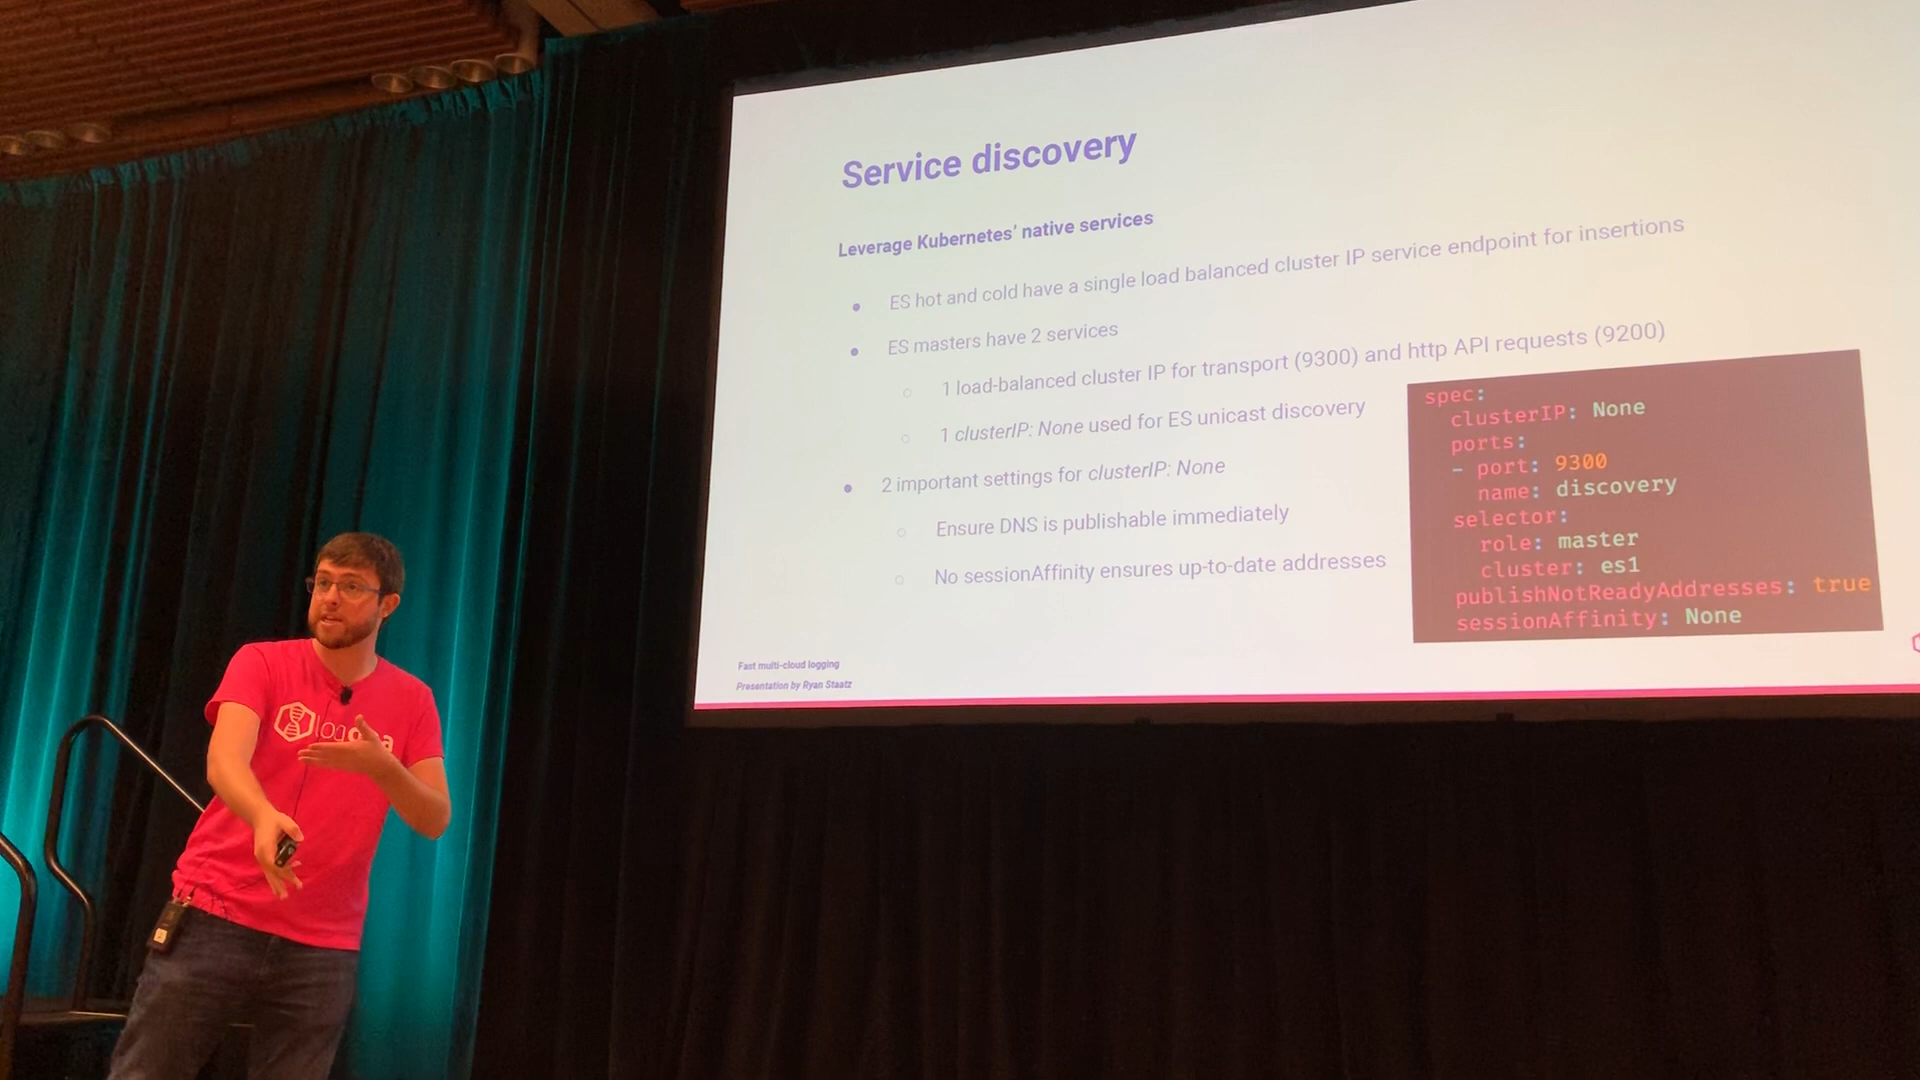 Service discovery
Leverage Kubernetes’ native services
● ES hot and cold have a single load balanced cluster IP service endpoint for insertions
● ES masters have 2 services
○ 1 load-balanced cluster IP for transport (9300) and http API requests (9200)
○ 1 clusterIP: None used for ES unicast discovery
● 2 important settings for clusterIP: None
○ Ensure DNS is publishable immediately
○ No sessionAffinity ensures up-to-date addresses
spec:
clusterIP: None
ports:
- port: 9300
name: discovery
selector:
role: master
cluster: es1
publishNotReadyAddresses: true
sessionAffinity: None
Fast multi-cloud logging
Presentation by Ryan Staatz